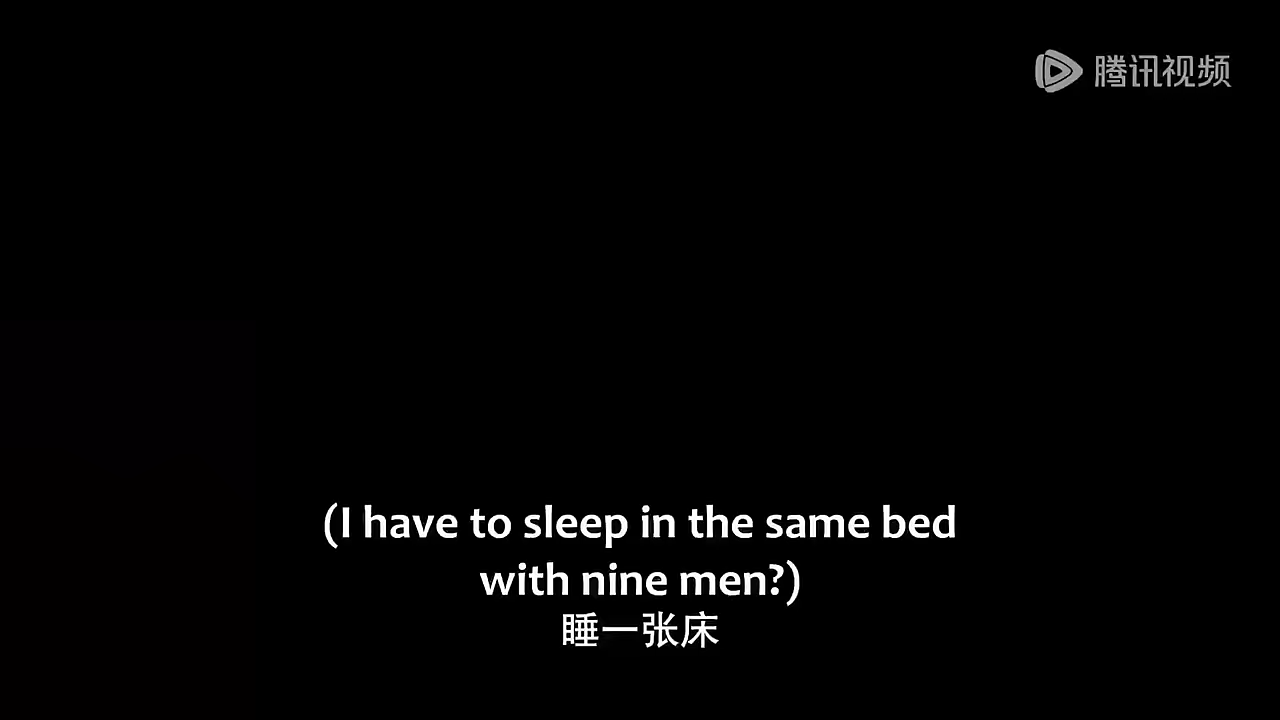 腾讯视频
(I have to sleep in the same bed
with nine men?)
睡一张床